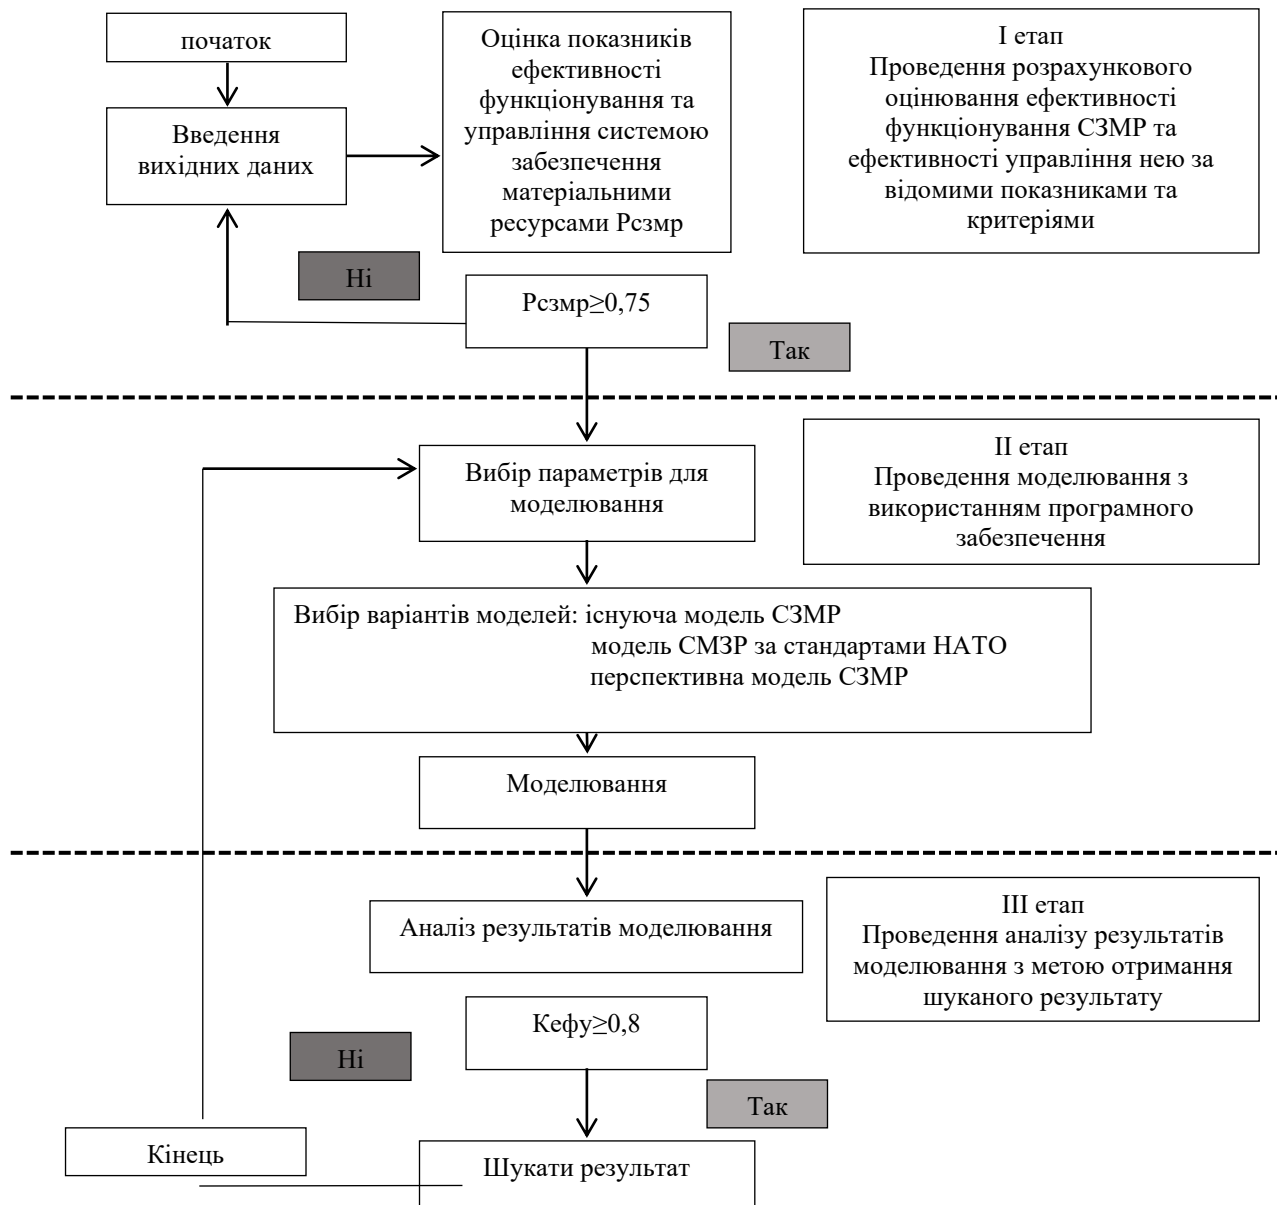 початок
Введення
вихідних даних
Оцінка показників
ефективності
функціонування та
управління системою
забезпечення
матеріальними
ресурсами Рсзмр
І етап
Проведення розрахункового
оцінювання ефективності
функціонування СЗМР та
ефективності управління нею за
відомими показниками та
критеріями
Ні
Рсзмр≥0,75
Так
Вибір параметрів для
моделювання
ІІ етап
Проведення моделювання з
використанням програмного
забезпечення
Вибір варіантів моделей: існуюча модель СЗМР
модель СМЗР за стандартами НАТО
перспективна модель СЗМР
Моделювання
Аналіз результатів моделювання
ІІІ етап
Проведення аналізу результатів
моделювання з метою отримання
шуканого результату
Кефу≥0,8
Ні
Так
Кінець
Шукати результат